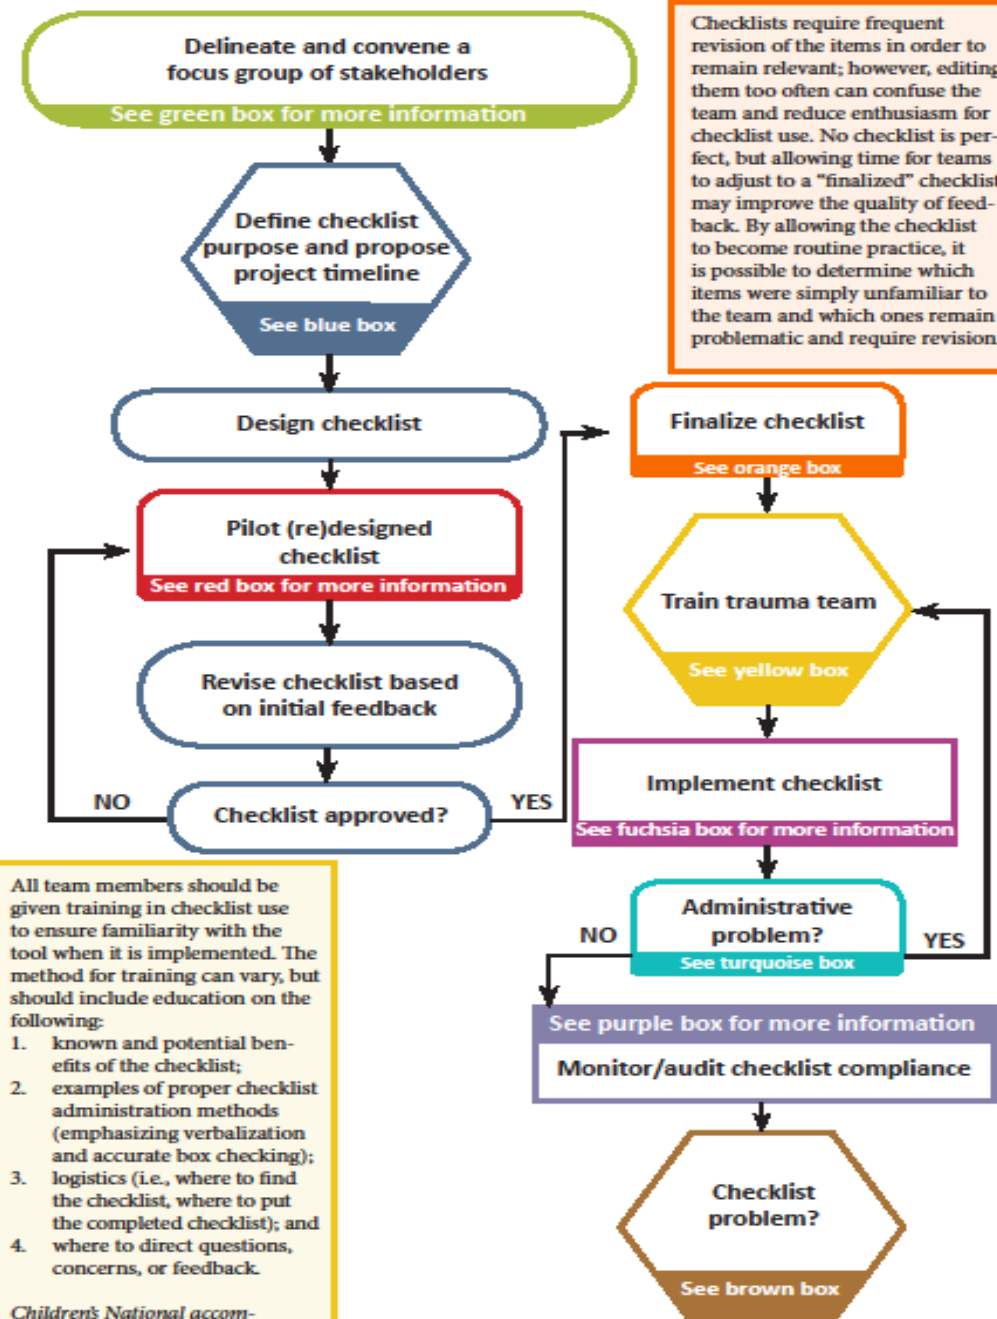 Delineate and convene a
focus group of stakeholders
See green box for more information
Define checklist
purpose and propose
project timeline
See blue box
Design checklist
Pilot (re)designed
checklist
See red box for more information
Revise checklist based
on initial feedback
Checklist approved?
NO
YES
Checklists require frequent
revision of the items in order to
remain relevant; however, editing
them too often can confuse the
team and reduce enthusiasm for
checklist use. No checklist is per-
fect, but allowing time for teams
to adjust to a “finalized” checklist
may improve the quality of feed-
back. By allowing the checklist
to become routine practice, it
is possible to determine which
items were simply unfamiliar to
the team and which ones remain
problematic and require revision.
Finalize checklist
See orange box
Train trauma team
See yellow box
Implement checklist
See fuchsia box for more information
Administrative
problem?
See turquoise box
NO
YES
See purple box for more information
Monitor/audit checklist compliance
Checklist
problem?
See brown box
All team members should be
given training in checklist use
to ensure familiarity with the
tool when it is implemented. The
method for training can vary, but
should include education on the
following:
1. known and potential ben-
efits of the checklist;
2. examples of proper checklist
administration methods
(emphasizing verbalization
and accurate box checking);
3. logistics (i.e., where to find
the checklist, where to put
the completed checklist); and
4. where to direct questions,
concerns, or feedback.
Children's National accom-